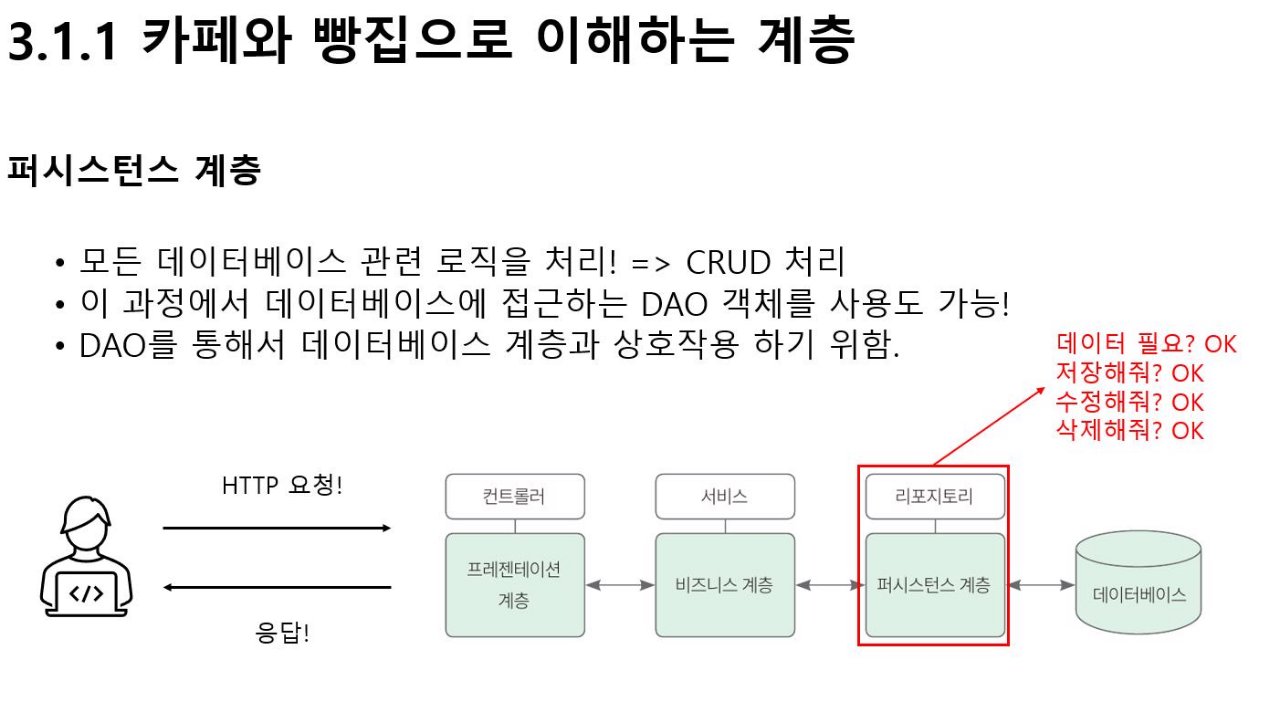 3.1.1 카페와 빵집으로 이해하는 계층
퍼시스턴스 계층
• 모든 데이터베이스 관련 로직을 처리! => CRUD 처리
• 이 과정에서 데이터베이스에 접근하는 DAO 객체를 사용도 가능!
• DAO를 통해서 데이터베이스 계층과 상호작용 하기 위함.
데이터 필요? OK
저장해줘? OK
수정해줘? OK
삭제해줘? OK
HTTP 요청!
응답!
</>
컨트롤러
프레젠테이션
계층
서비스
비즈니스 계층
리포지토리
퍼시스턴스 계층
데이터베이스